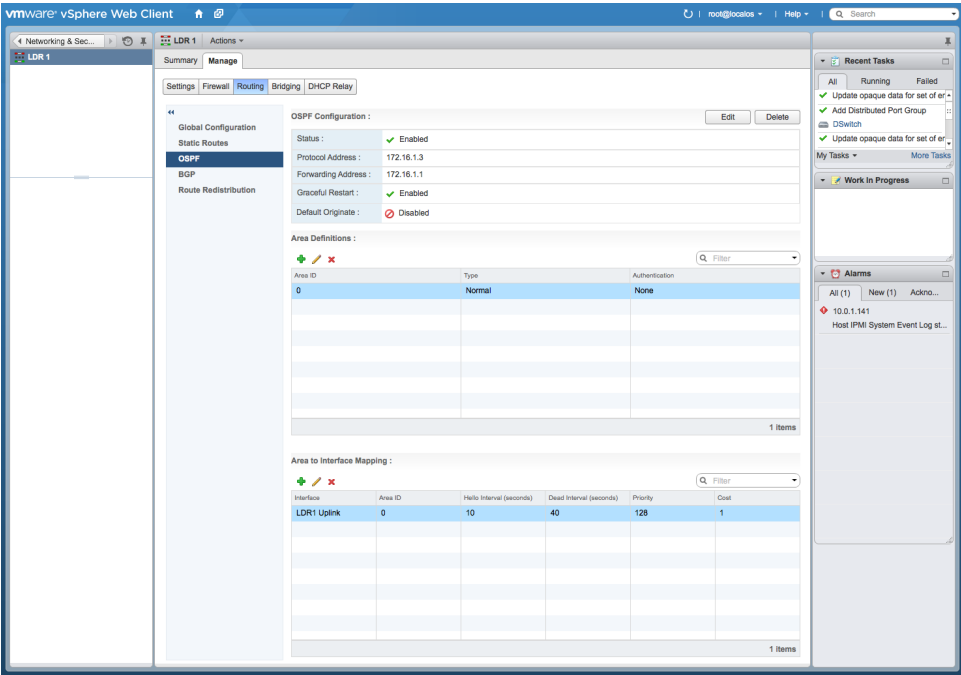 vmware vSphere Web Client
root@localos
Help
Search
Networking & Sec...
LDR 1
LDR 1
Actions
Summary
Manage
Settings
Firewall
Routing
Bridging
DHCP Relay
Global Configuration
Static Routes
OSPF
BGP
Route Redistribution
OSPF Configuration :
Edit
Delete
Status : Enabled
Protocol Address : 172.16.1.3
Forwarding Address : 172.16.1.1
Graceful Restart : Enabled
Default Originate : Disabled
Area Definitions :
Filter
Area ID Type Authentication
0 Normal None
1 items
Area to Interface Mapping :
Filter
Interface Area ID Hello Interval (seconds) Dead Interval (seconds) Priority Cost
LDR1 Uplink 0 10 40 128 1
1 items
Recent Tasks
All Running Failed
Update opaque data for set of er
Add Distributed Port Group
DSwitch
Update opaque data for set of er
My Tasks More Tasks
Work In Progress
Alarms
All (1) New (1) Ackno...
10.0.1.141
Host IPMI System Event Log st...